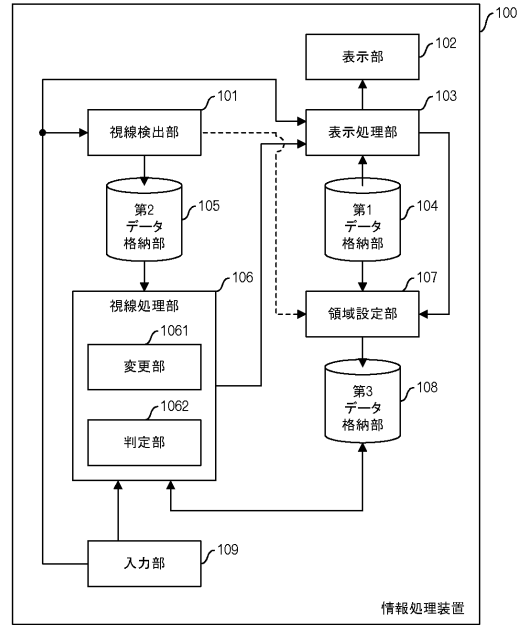 100
表示部
102
101
視線検出部
表示処理部
103
第2
データ
格納部
105
第1
データ
格納部
104
106
視線処理部
107
領域設定部
1061
変更部
1062
判定部
第3
データ
格納部
108
入力部
109
情報処理装置